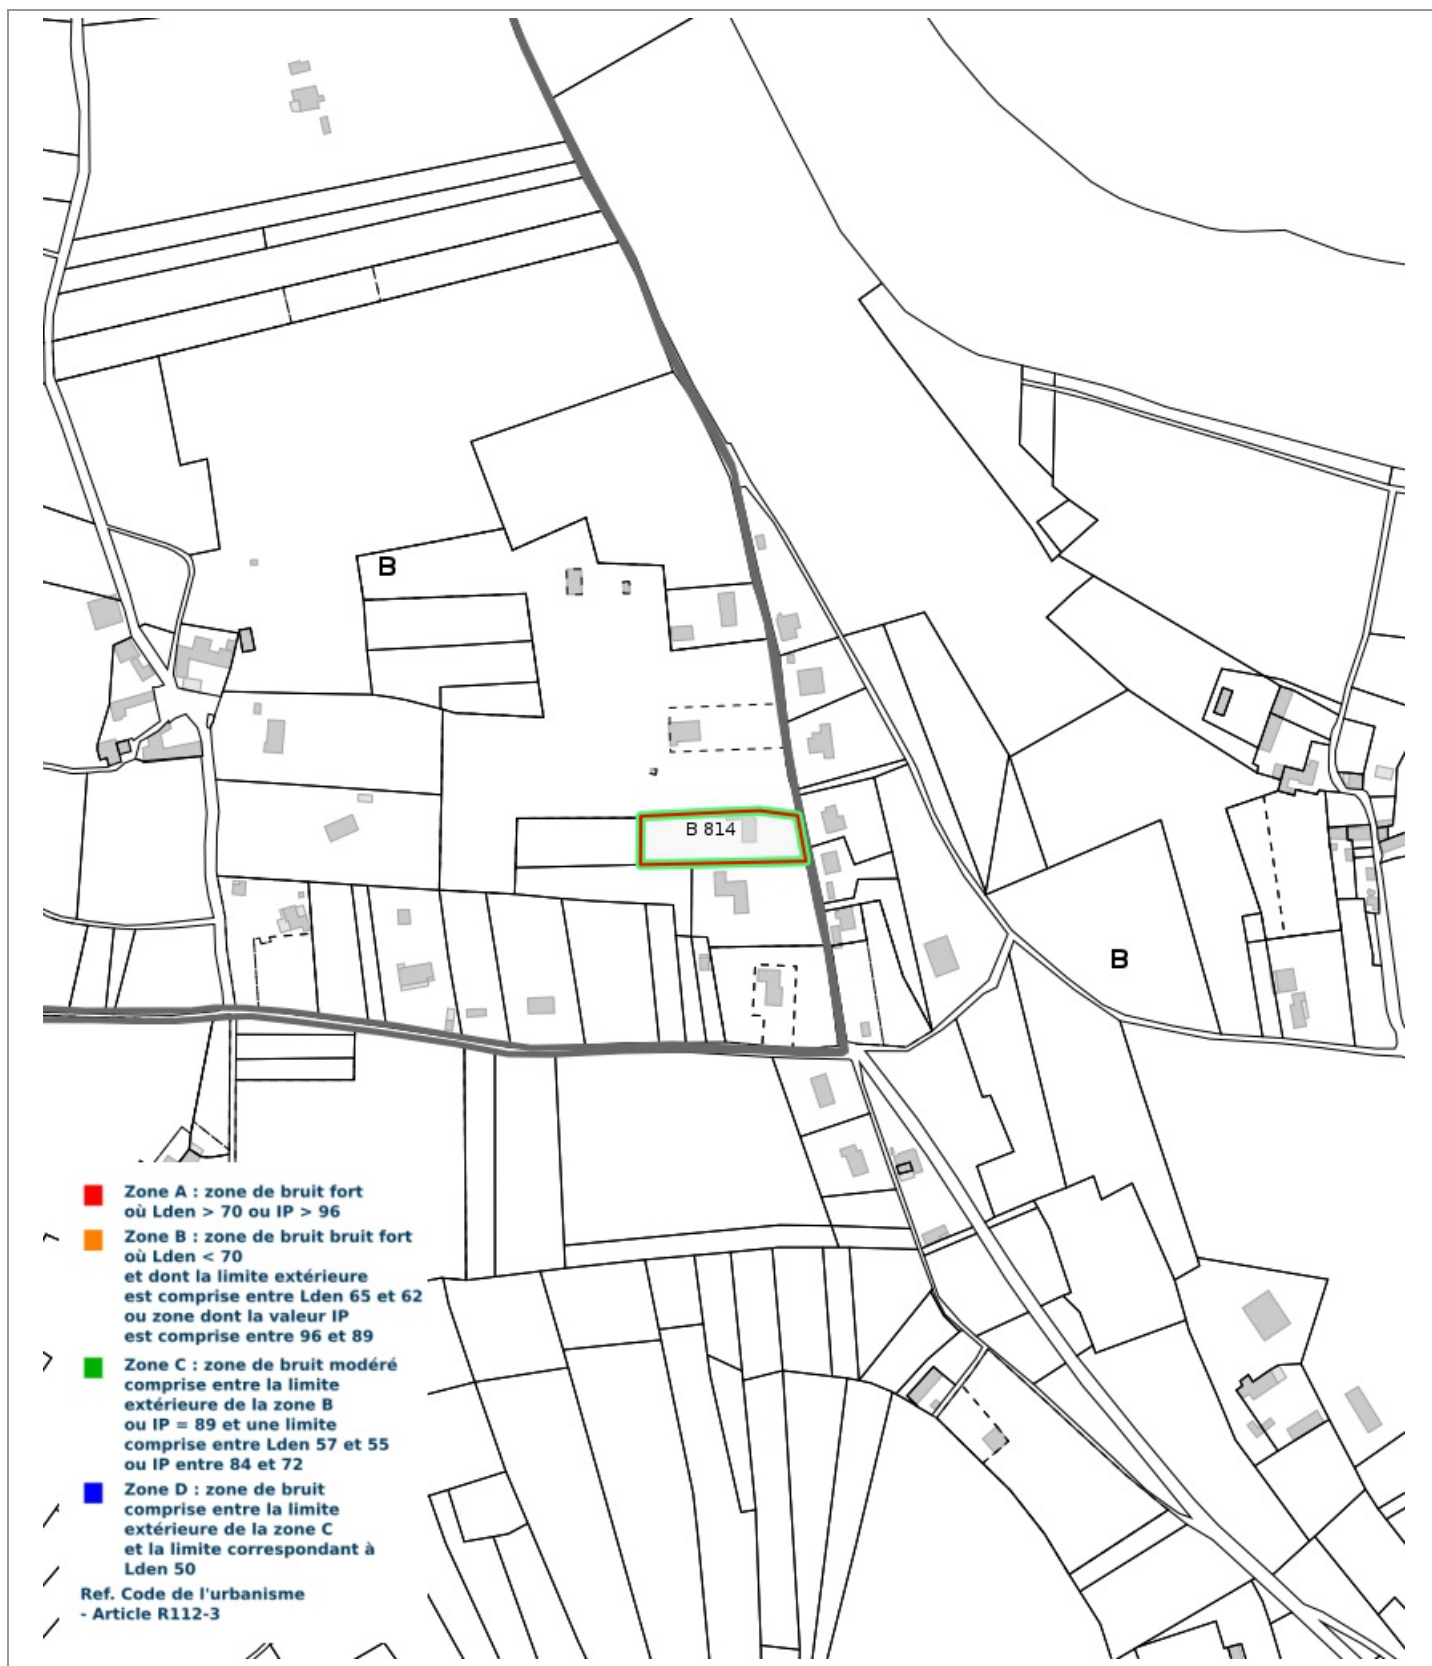 B
B 814
B
Zone A : zone de bruit fort
où Lden > 70 ou IP > 96
Zone B : zone de bruit bruit fort
où Lden < 70
et dont la limite extérieure
est comprise entre Lden 65 et 62
ou zone dont la valeur IP
est comprise entre 96 et 89
Zone C : zone de bruit modéré
comprise entre la limite
extérieure de la zone B
ou IP = 89 et une limite
comprise entre Lden 57 et 55
ou IP entre 84 et 72
Zone D : zone de bruit
comprise entre la limite
extérieure de la zone C
et la limite correspondant à
Lden 50
Ref. Code de l'urbanisme
- Article R112-3